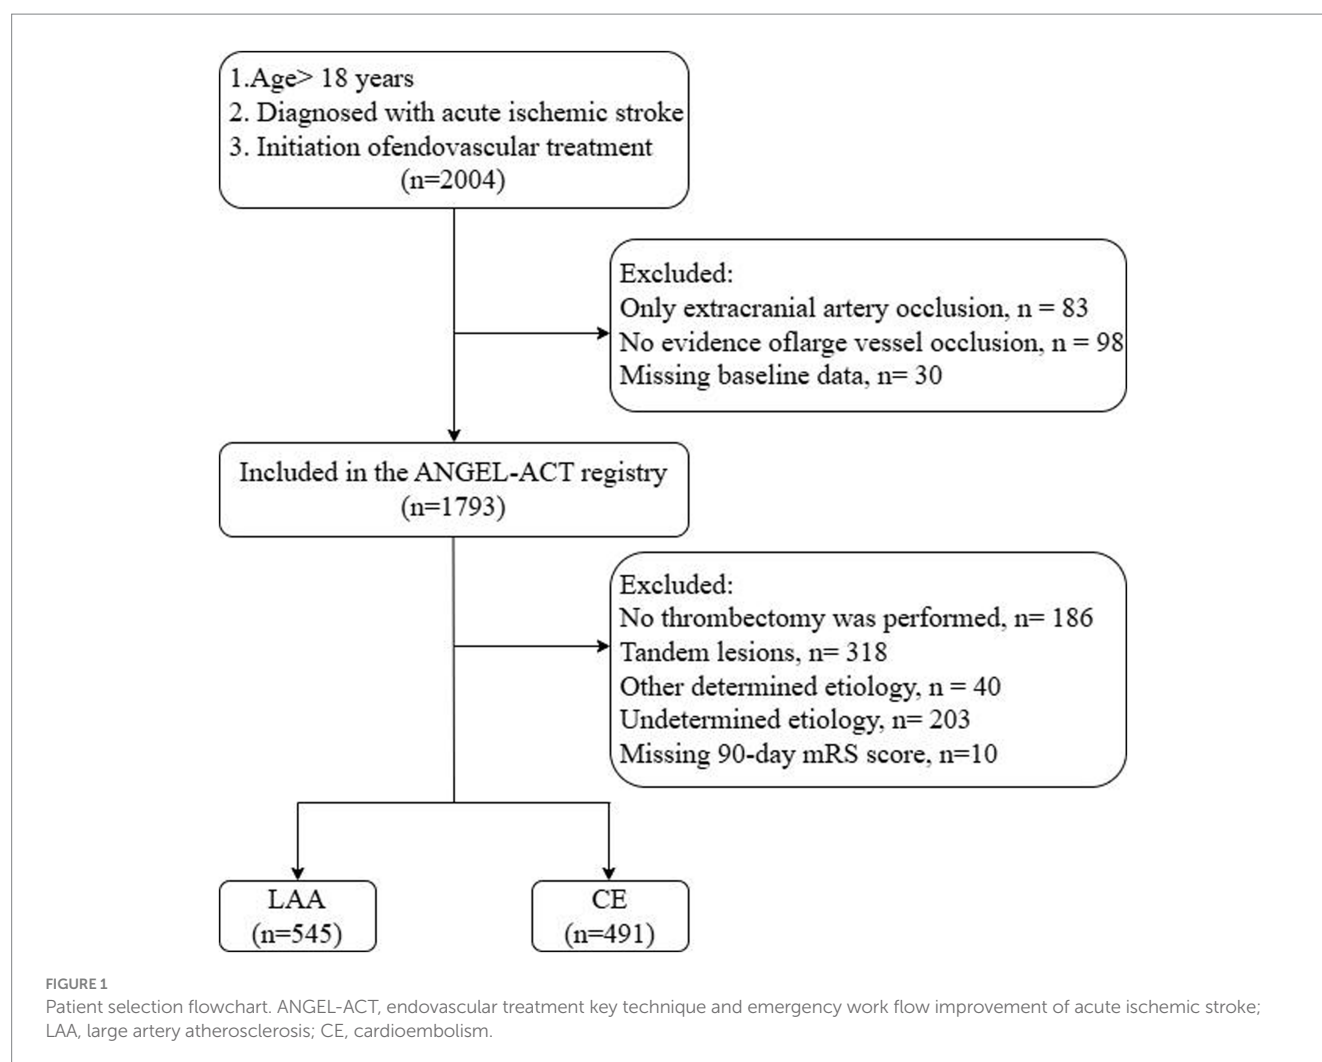 1.Age> 18 years
2. Diagnosed with acute ischemic stroke
3. Initiation ofendovascular treatment
(n=2004)
Excluded:
Only extracranial artery occlusion, n = 83
No evidence oflarge vessel occlusion, n = 98
Missing baseline data, n= 30
Included in the ANGEL-ACT registry
(n=1793)
Excluded:
No thrombectomy was performed, n= 186
Tandem lesions, n= 318
Other determined etiology, n = 40
Undetermined etiology, n= 203
Missing 90-day mRS score, n=10
LAA
(n=545)
CE
(n=491)
FIGURE 1
Patient selection flowchart. ANGEL-ACT, endovascular treatment key technique and emergency work flow improvement of acute ischemic stroke;
LAA, large artery atherosclerosis; CE, cardioembolism.